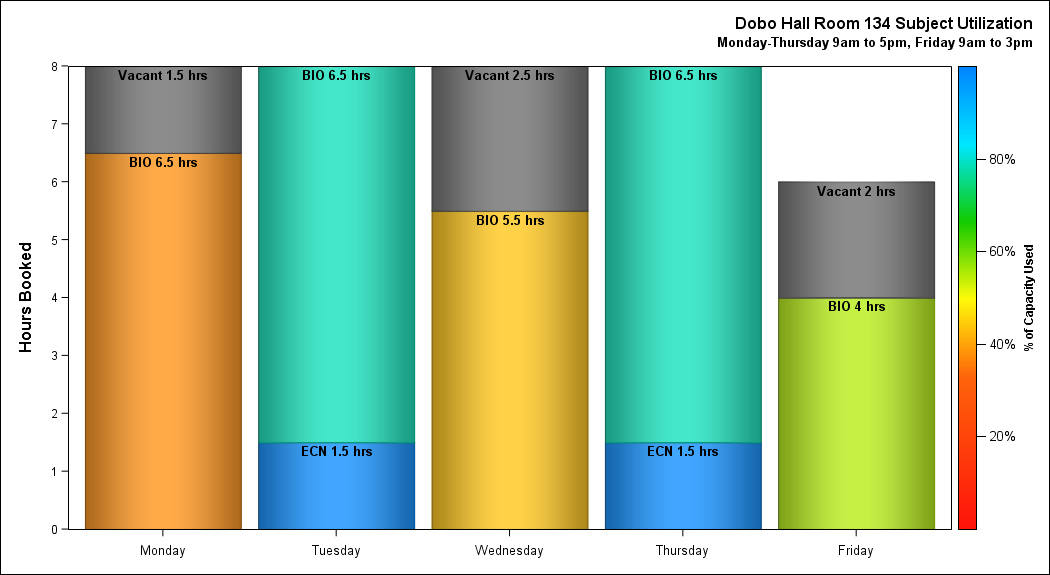 Dobo Hall Room 134 Subject Utilization
Monday-Thursday 9am to 5pm, Friday 9am to 3pm
Hours Booked
8
7
6
5
4
3
2
1
0
Vacant 1.5 hrs
BIO 6.5 hrs
BIO 6.5 hrs
ECN 1.5 hrs
Vacant 2.5 hrs
BIO 5.5 hrs
BIO 6.5 hrs
ECN 1.5 hrs
Vacant 2 hrs
BIO 4 hrs
Monday
Tuesday
Wednesday
Thursday
Friday
80%
60%
40%
20%
% of Capacity Used